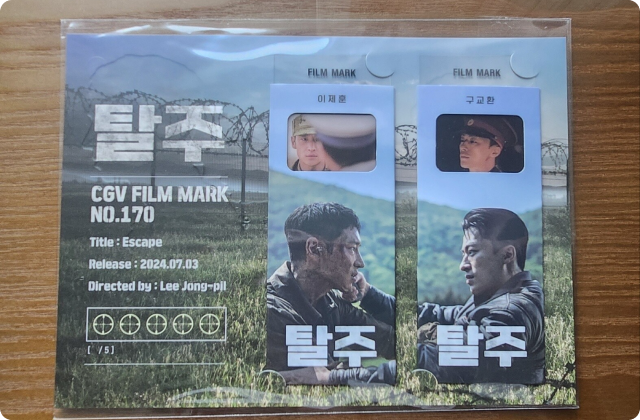 탈주
CGV FILM MARK
NO.170
Title : Escape
Release : 2024.07.03
Directed by : Lee Jong-pil
[ /5]
FILM MARK
이제훈
탈주
FILM MARK
구교환
탈주